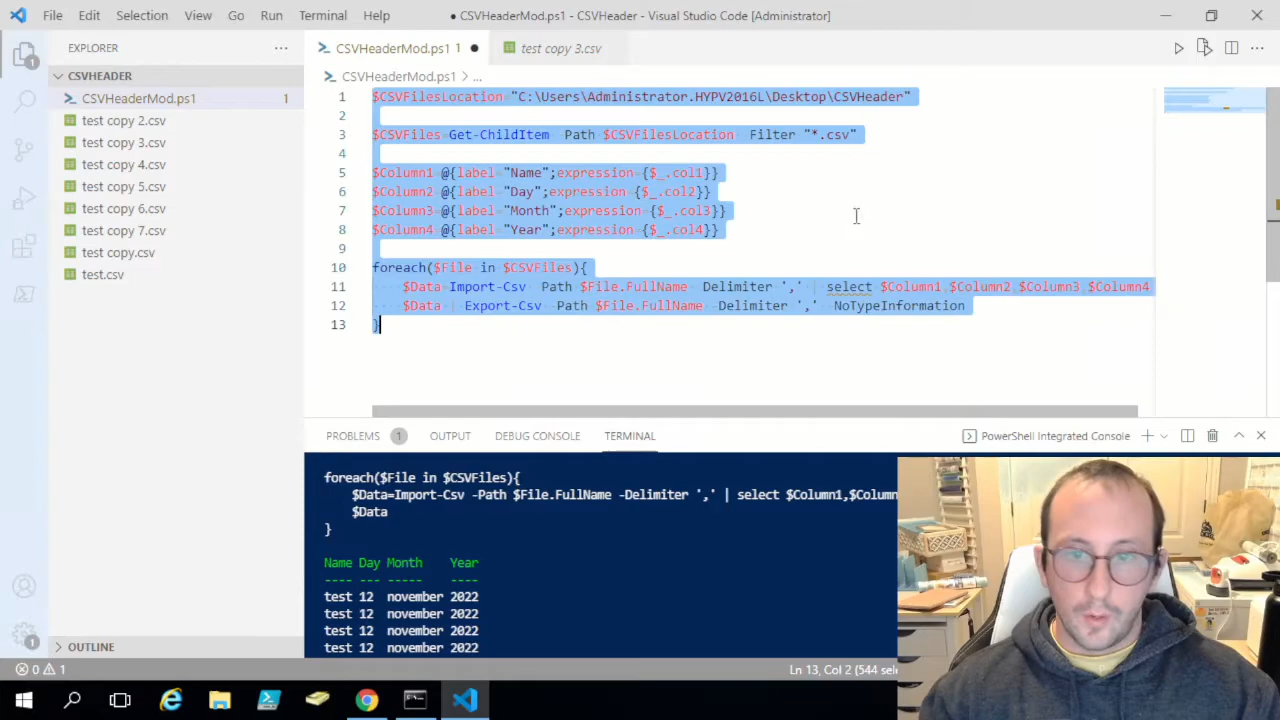 File Edit Selection View Go Run Terminal Help
● CSVHeaderMod.ps1 - CSVHeader - Visual Studio Code [Administrator]
EXPLORER ...
CSVHEADER
CSVHeaderMod.ps1 1
test copy 2.csv
test copy 3.csv
test copy 4.csv
test copy 5.csv
test copy 6.csv
test copy 7.csv
test copy.csv
test.csv
OUTLINE
1
1
CSVHeaderMod.ps1 1 ●
test copy 3.csv
CSVHeaderMod.ps1 > ...
1 $CSVFilesLocation "C:\Users\Administrator.HYPV2016L\Desktop\CSVHeader"
2
3 $CSVFiles Get-ChildItem Path $CSVFilesLocation Filter "*.csv"
4
5 $Column1 @{label "Name";expression {$_.col1}}
6 $Column2 @{label "Day";expression {$_.col2}}
7 $Column3 @{label "Month";expression {$_.col3}}
8 $Column4 @{label "Year";expression {$_.col4}}
9
10 foreach($File in $CSVFiles){
11 $Data Import-Csv Path $File.FullName Delimiter ',' | select $Column1,$Column2,$Column3,$Column4
12 $Data | Export-Csv Path $File.FullName Delimiter ',' NoTypeInformation
13 }
PROBLEMS 1 OUTPUT DEBUG CONSOLE TERMINAL
PowerShell Integrated Console
foreach($File in $CSVFiles){
$Data=Import-Csv -Path $File.FullName -Delimiter ',' | select $Column1,$Column
$Data
}
Name Day Month Year
---- --- ----- ----
test 12 november 2022
test 12 november 2022
test 12 november 2022
test 12 november 2022
0 1
Ln 13, Col 2 (544 sele